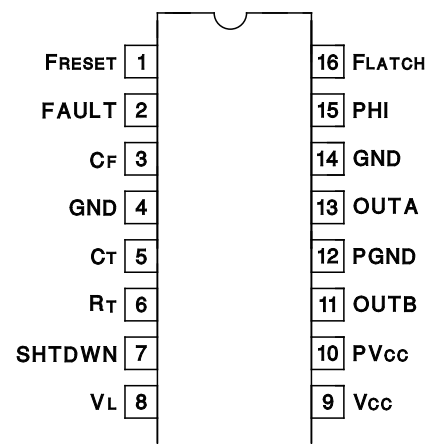 FRESET 1 16 FLATCH
FAULT 2 15 PHI
CF 3 14 GND
GND 4 13 OUTA
CT 5 12 PGND
RT 6 11 OUTB
SHTDWN 7 10 PVCC
VL 8 9 VCC